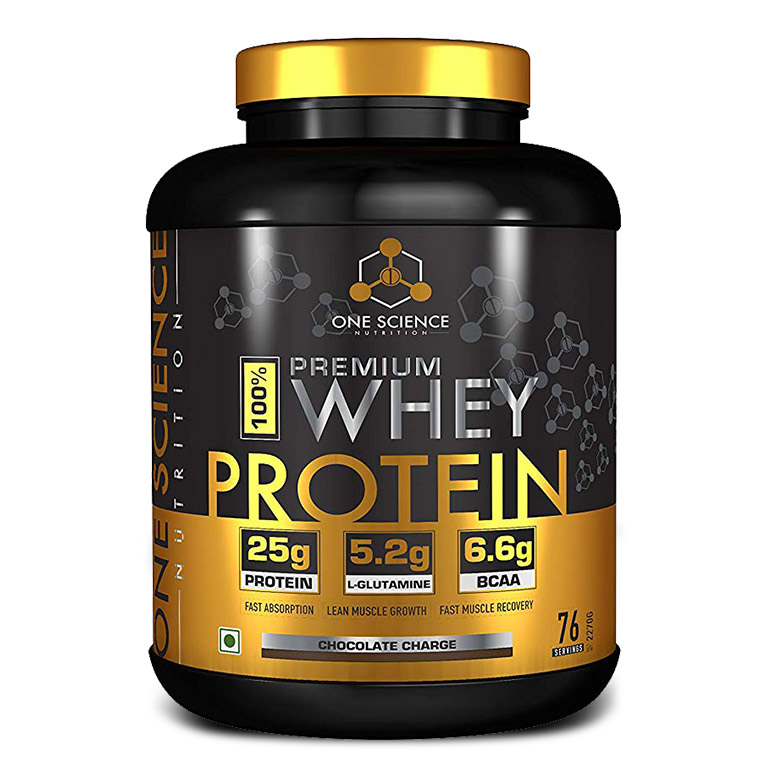 ONE SCIENCE
NUTRITION
ONE SCIENCE
NUTRITION
100%
PREMIUM
WHEY
PROTEIN
25g
PROTEIN
5.2g
L-GLUTAMINE
6.6g
BCAA
FAST ABSORPTION
LEAN MUSCLE GROWTH
FAST MUSCLE RECOVERY
CHOCOLATE CHARGE
76
SERVINGS
2270G